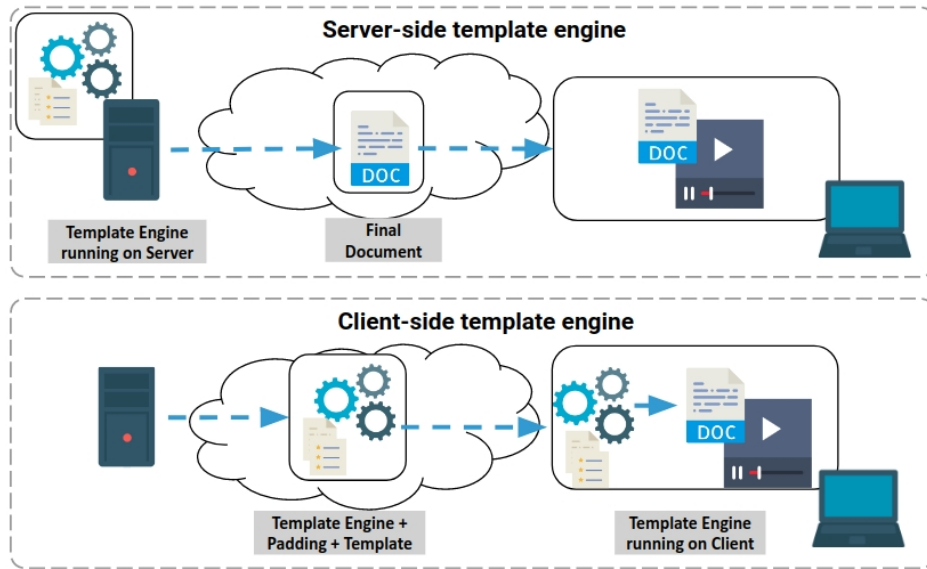 Server-side template engine
DOC
DOC
Template Engine
running on Server
Final
Document
Client-side template engine
DOC
Template Engine +
Padding + Template
Template Engine
running on Client